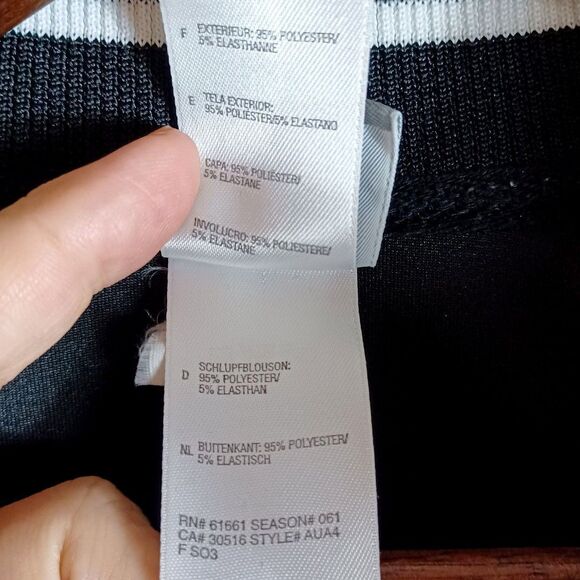 F EXTERIEUR: 95% POLYESTER/
5% ELASTHANNE
E TELA EXTERIOR:
95% POLIÉSTER/5% ELASTANO
CAPA: 95% POLIÉSTER/
5% ELASTANE
INVOLUCRO: 95% POLIESTERE/
5% ELASTANE
D SCHLUPFBLOUSON:
95% POLYESTER/
5% ELASTHAN
NL BUITENKANT: 95% POLYESTER/
5% ELASTISCH
RN# 61661 SEASON# 061
CA# 30516 STYLE# AUA4
F SO3